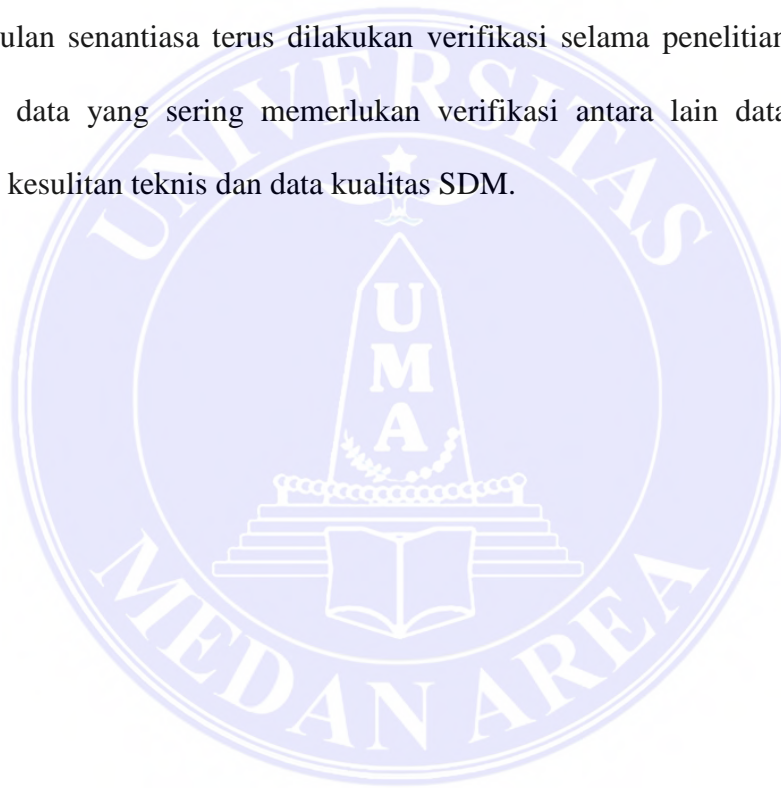 ulan senantiasa terus dilakukan verifikasi selama penelitian
data yang sering memerlukan verifikasi antara lain data
kesulitan teknis dan data kualitas SDM.
UNIVERSITAS
U
M
A
MEDAN AREA